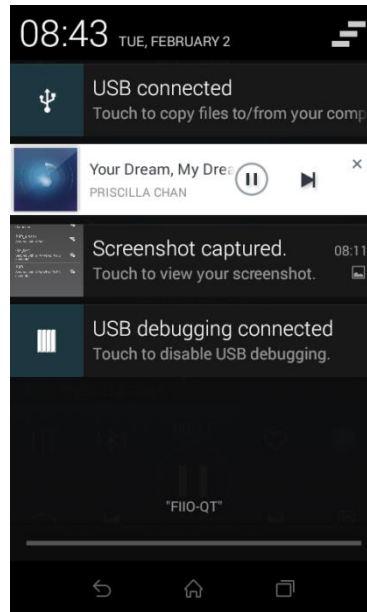 08:43 TUE, FEBRUARY 2
USB connected
Touch to copy files to/from your comp
Your Dream, My Drea
PRISCILLA CHAN
Screenshot captured. 08:11
Touch to view your screenshot.
USB debugging connected
Touch to disable USB debugging.
"FIIO-QT"